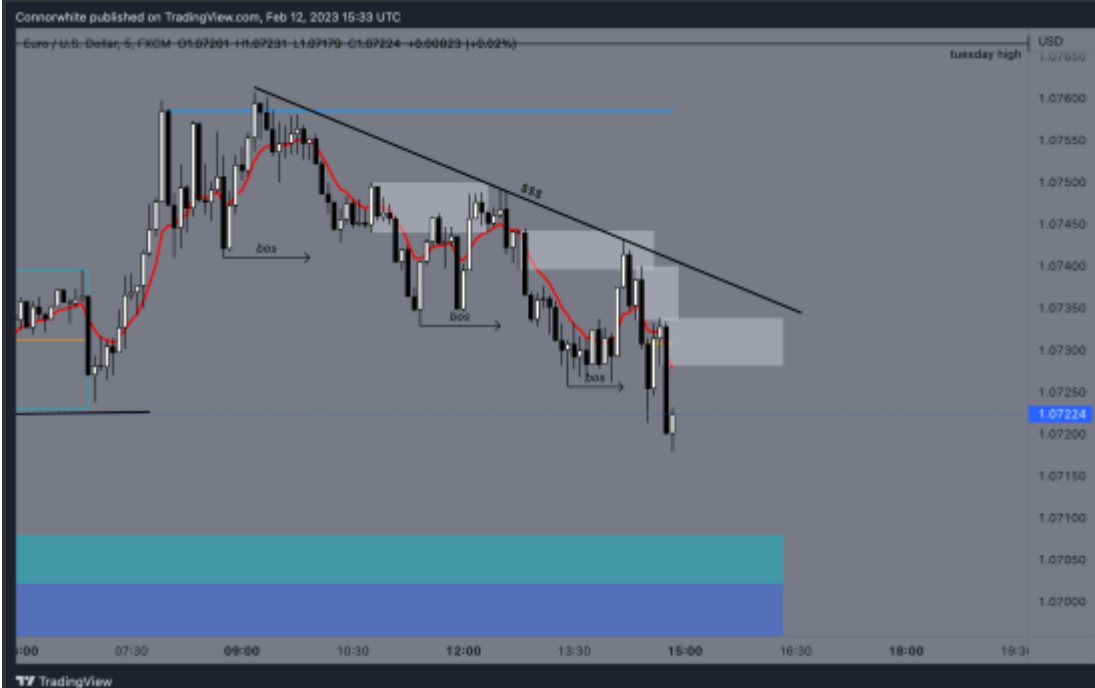 Connorwhite published on TradingView.com, Feb 12, 2023 15:33 UTC
Euro / U.S. Dollar, 5, FXCM O1.07201 H1.07231 L1.07179 C1.07224 +0.00023 (+0.02%)
USD
tuesday high
1.07650
1.07600
1.07550
1.07500
$$$
1.07450
bos
1.07400
1.07350
bos
1.07300
bos
1.07250
1.07224
1.07200
1.07150
1.07100
1.07050
1.07000
:00 07:30 09:00 10:30 12:00 13:30 15:00 16:30 18:00 19:3
TradingView